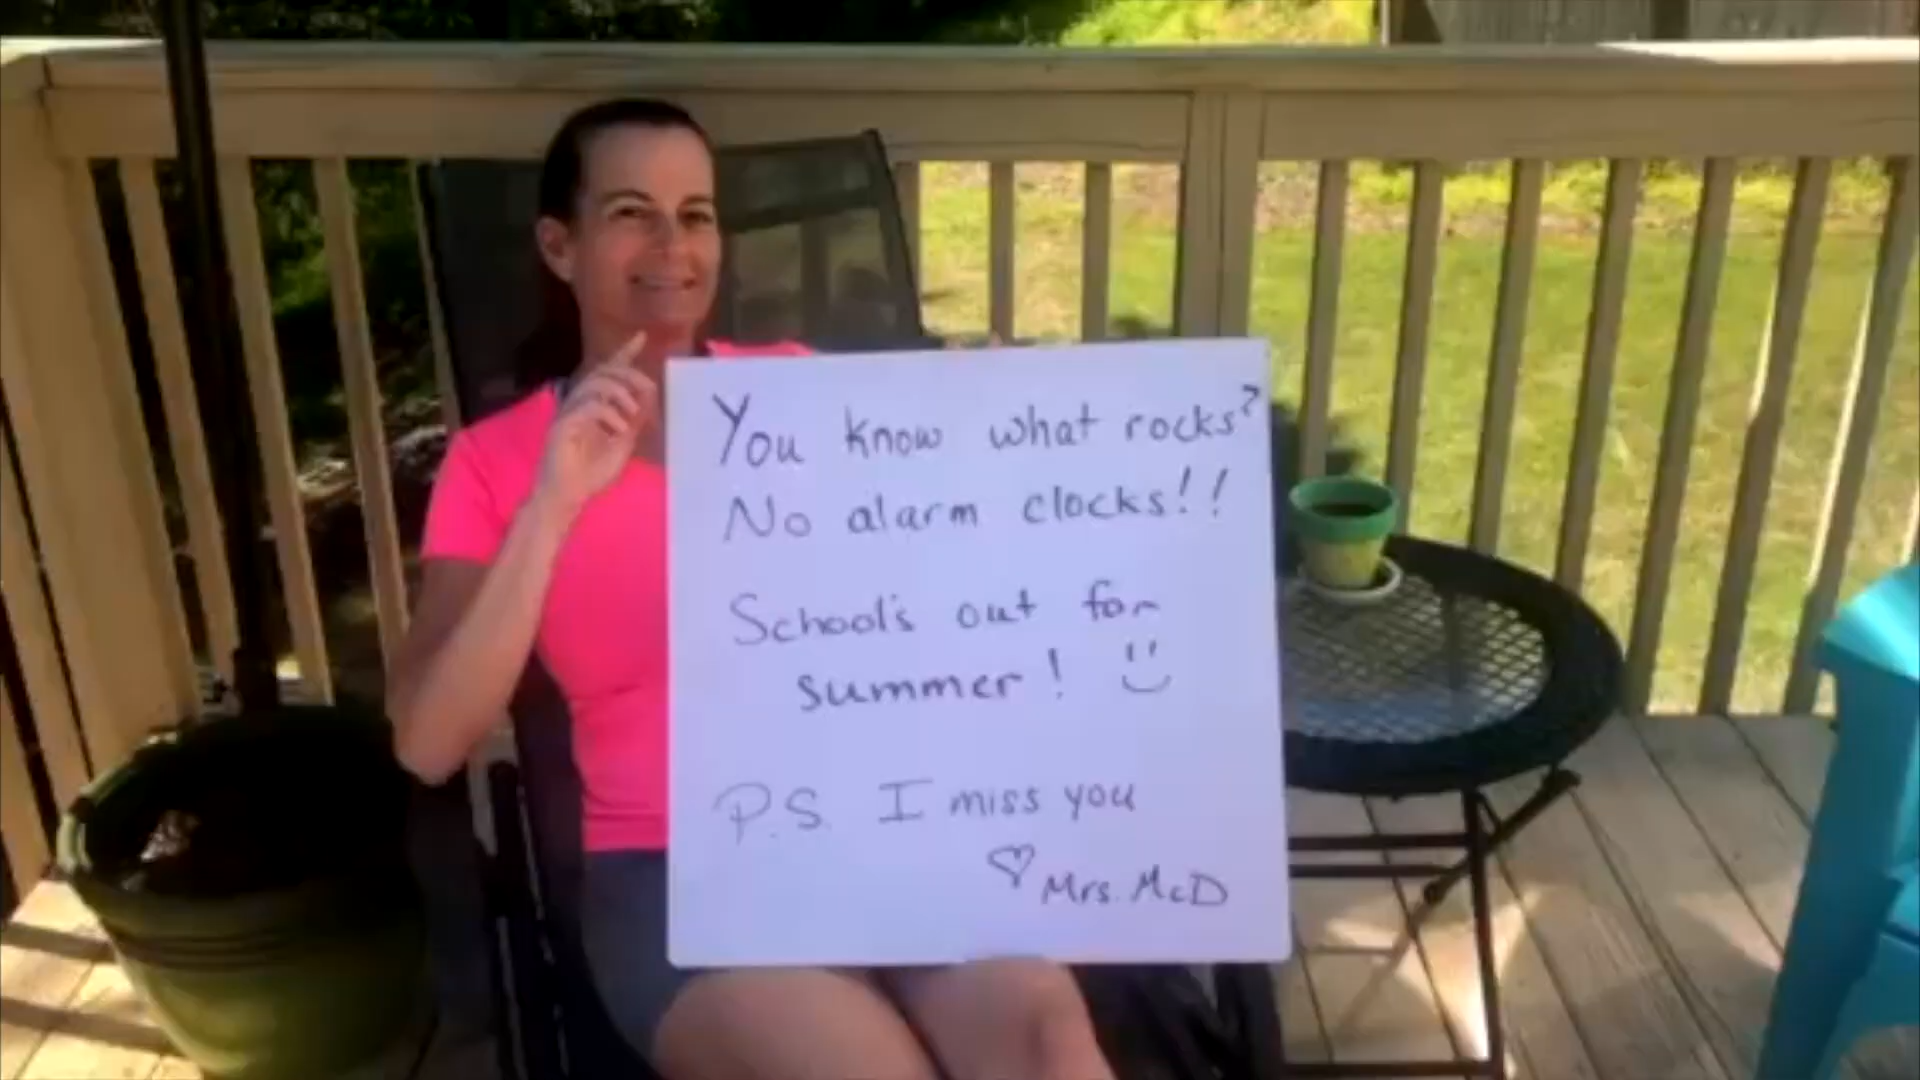 You know what rocks?
No alarm clocks!!
School's out for
summer! 
P.S. I miss you
♡ Mrs. McD